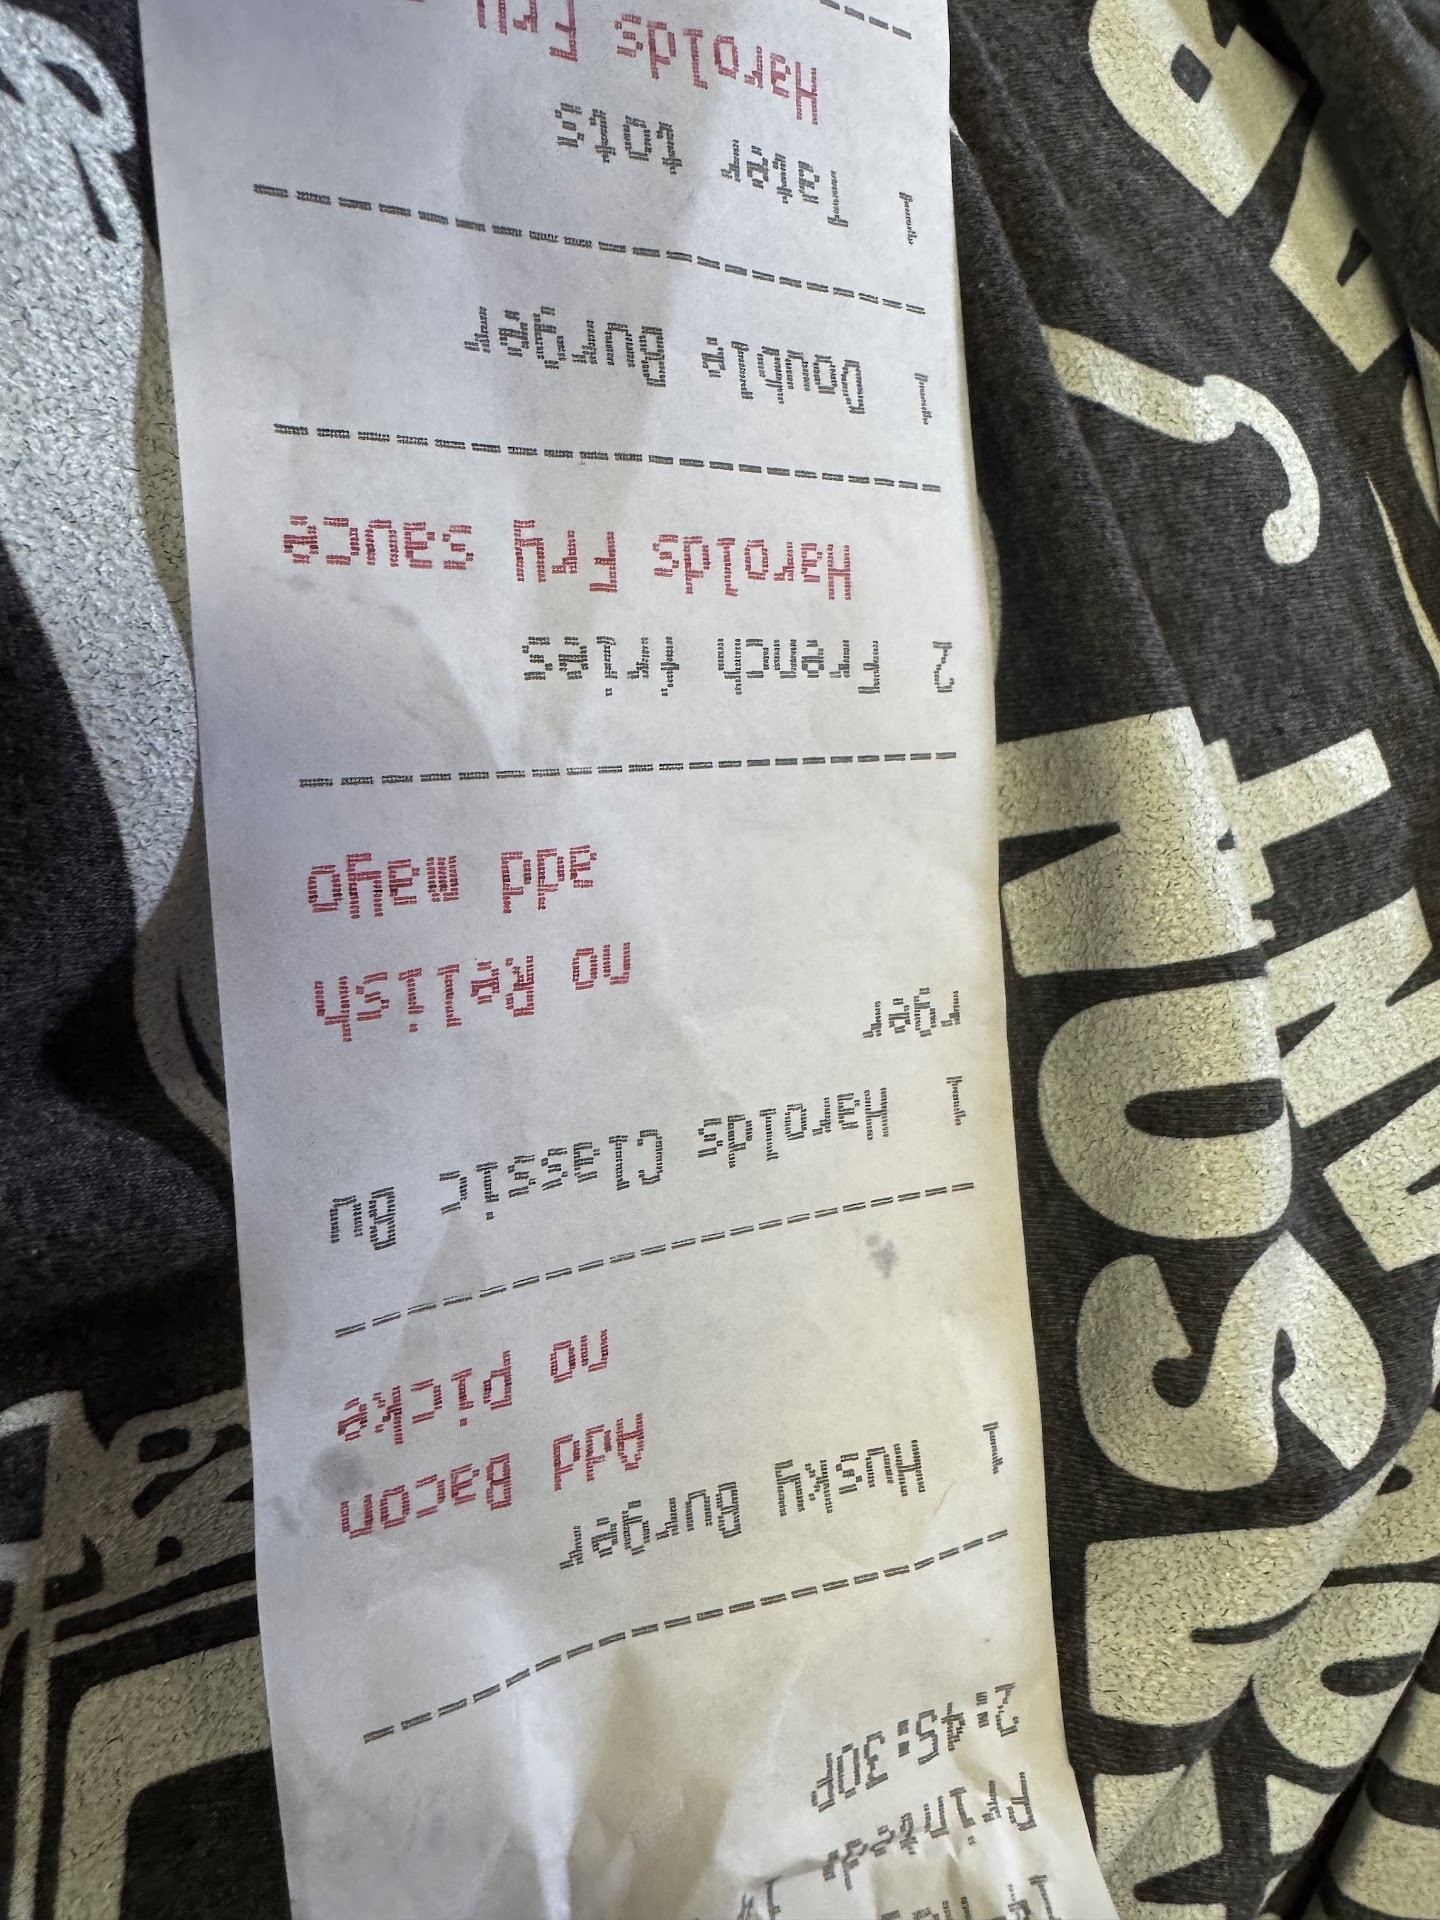 2:45:30P
1 Husky Burger
Add Bacon
no picke
1 Harolds Classic Bu
rger
no Relish
add mayo
2 french fries
Harolds Fry sauce
1 Burger
1 Tater tots
Harolds Fry